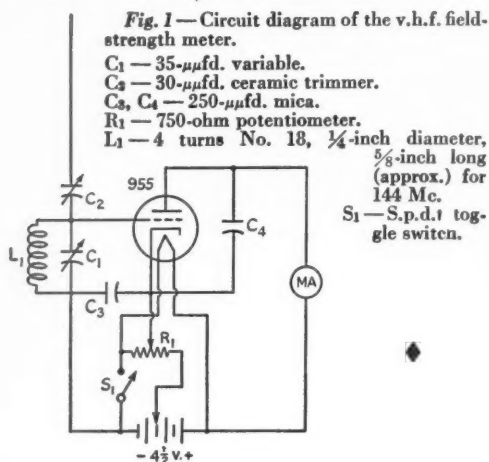 Fig. 1 — Circuit diagram of the v.h.f. field-
strength meter.
C₁ — 35-μμfd. variable.
C₂ — 30-μμfd. ceramic trimmer.
C₃, C₄ — 250-μμfd. mica.
R₁ — 750-ohm potentiometer.
L₁ — 4 turns No. 18, ¼-inch diameter,
⅝-inch long
(approx.) for
144 Mc.
S₁ — S.p.d.t tog-
gle switch.
955
C₂
L₁
C₁
C₄
C₃
MA
R₁
S₁
- 4½ v. +